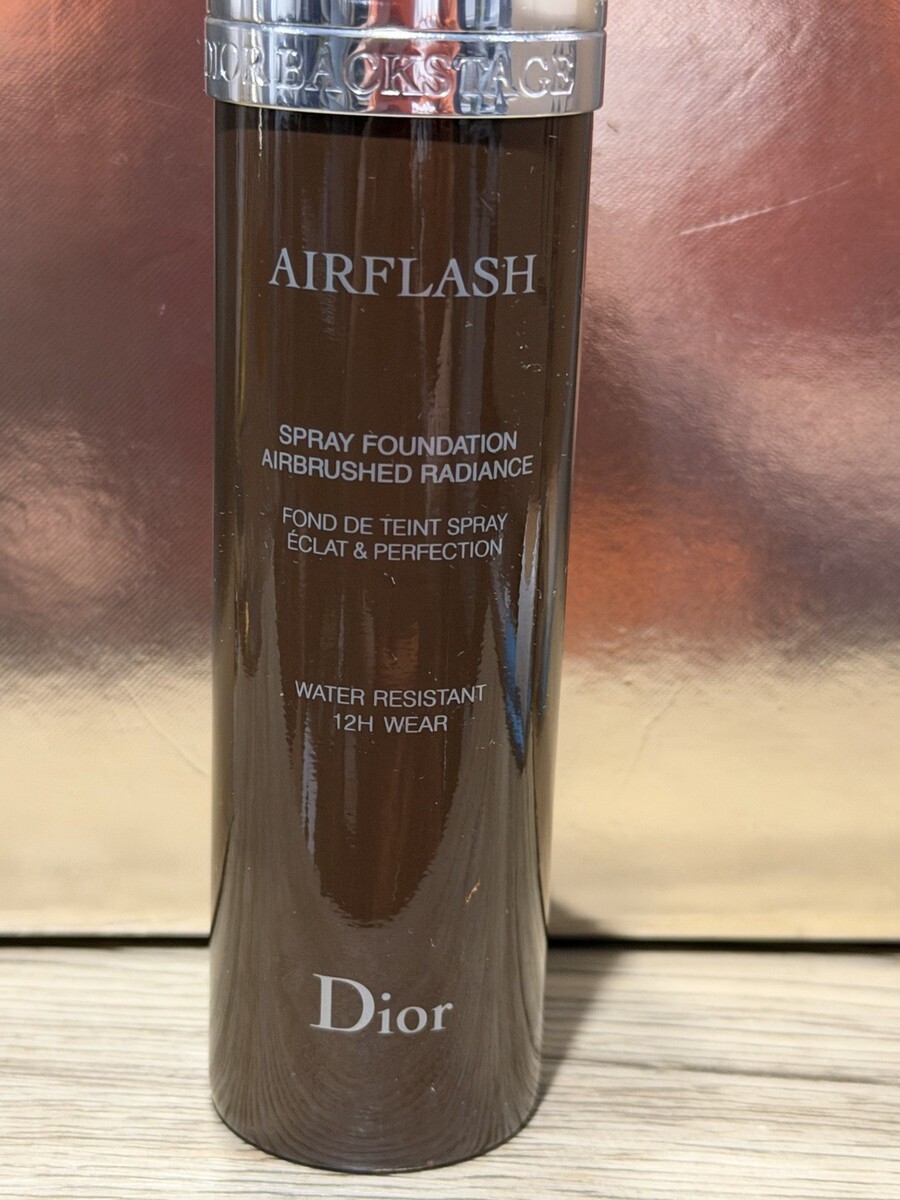 DIOR BACKSTAGE
AIRFLASH
SPRAY FOUNDATION
AIRBRUSHED RADIANCE
FOND DE TEINT SPRAY
ÉCLAT & PERFECTION
WATER RESISTANT
12H WEAR
Dior